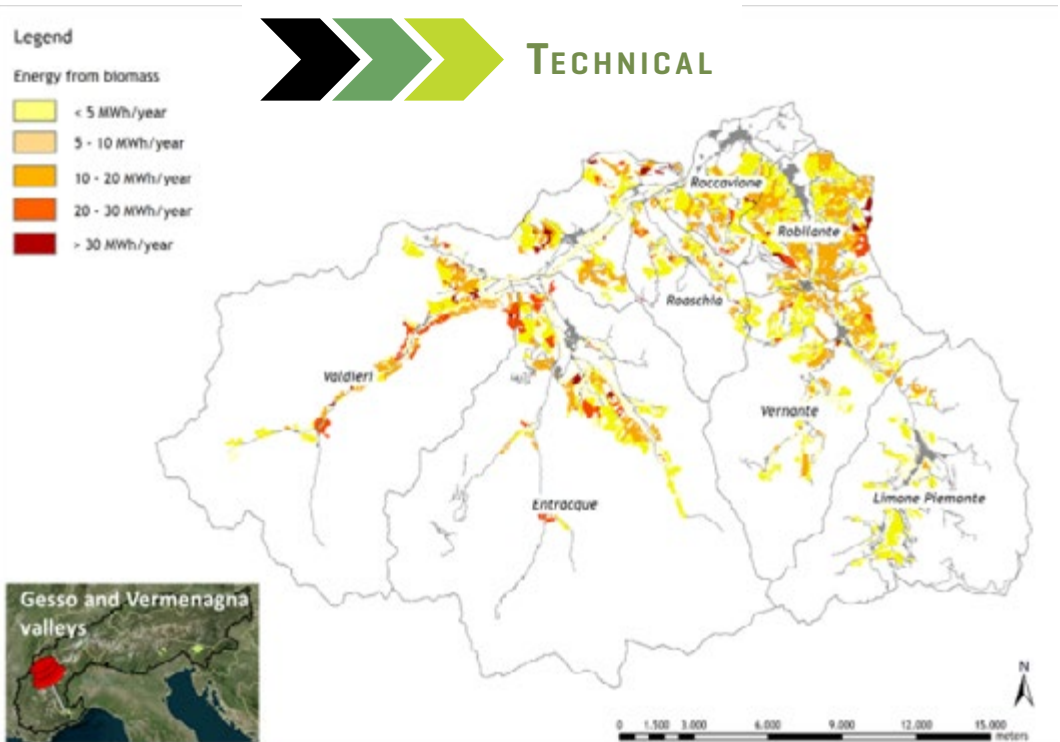 Legend
TECHNICAL
Energy from biomass
< 5 MWh/year
5 - 10 MWh/year
10 - 20 MWh/year
20 - 30 MWh/year
> 30 MWh/year
Roccavione
Robilante
Roaschia
Valdieri
Vernante
Entracque
Limone Piemonte
Gesso and Vermenagna
valleys
N
0 1.500 3.000 6.000 9.000 12.000 15.000
meters